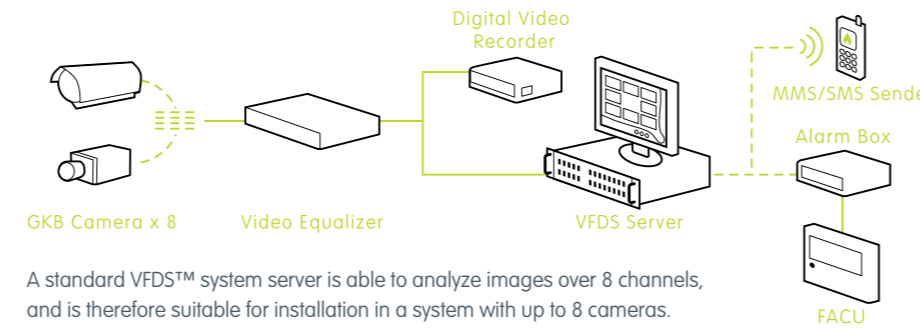 Digital Video
Recorder
MMS/SMS Sende
Alarm Box
GKB Camera x 8
Video Equalizer
VFDS Server
FACU
A standard VFDS™ system server is able to analyze images over 8 channels,
and is therefore suitable for installation in a system with up to 8 cameras.